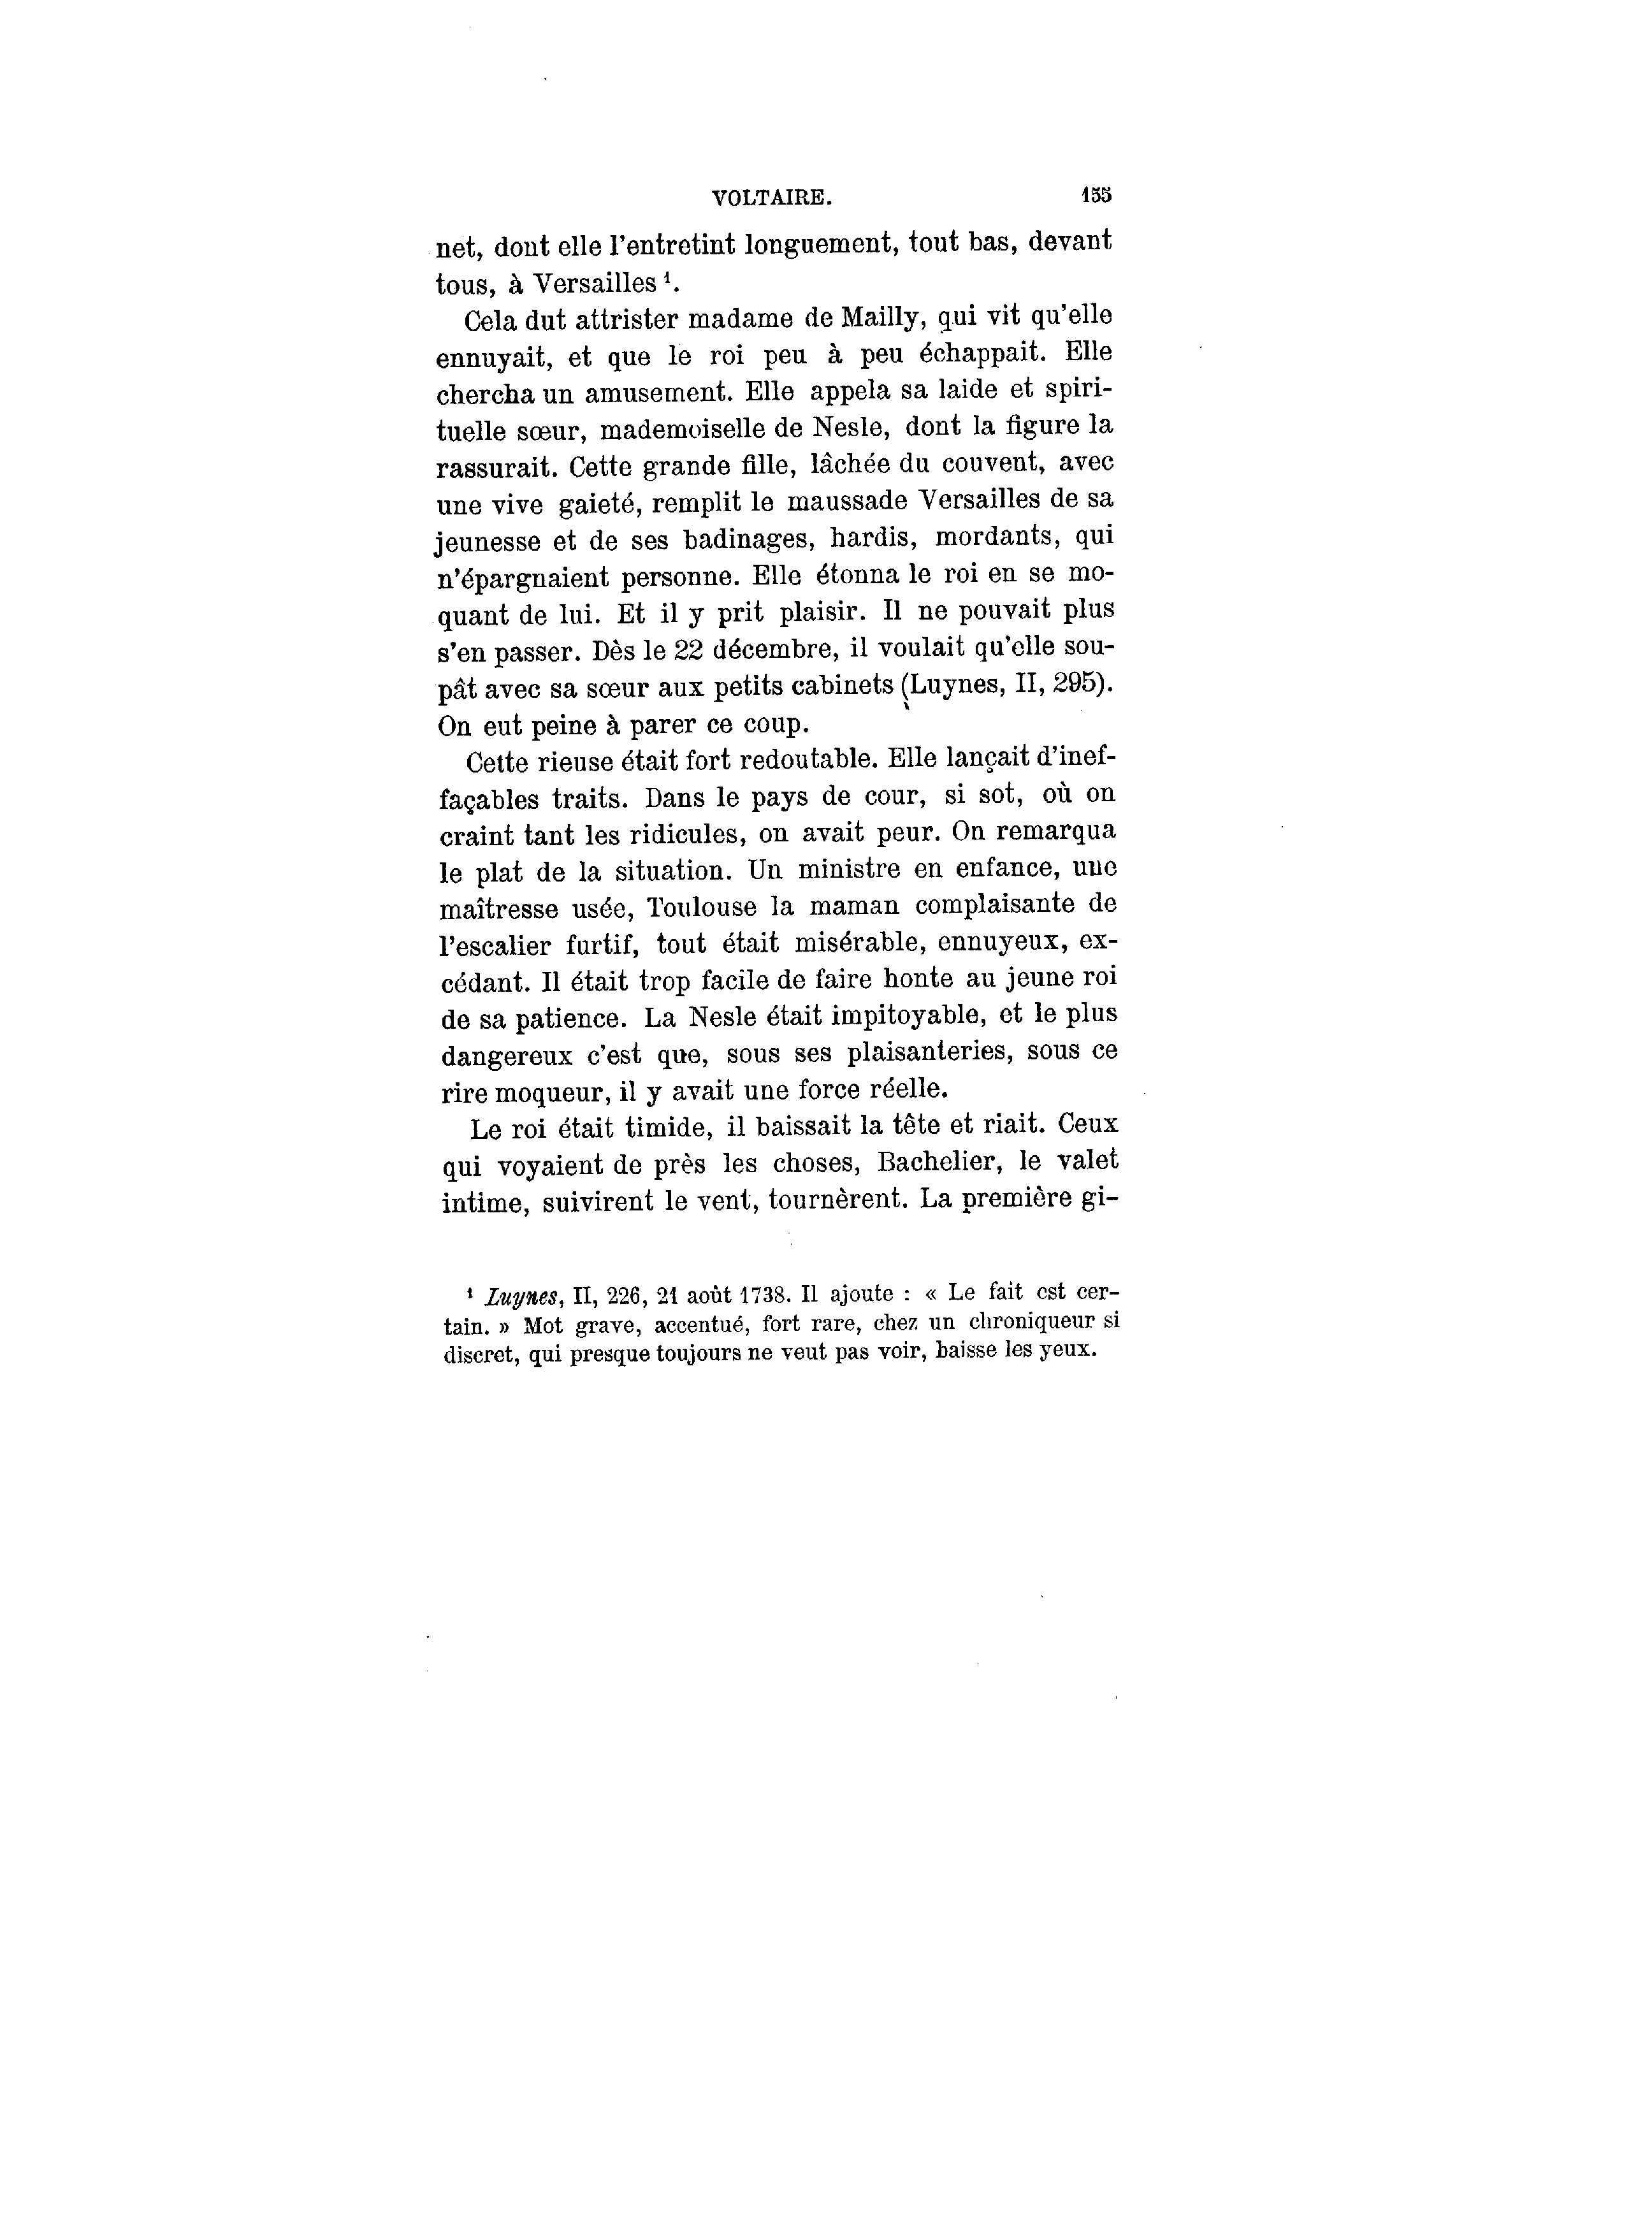 VOLTAIRE. 155
net, dont elle l'entretint longuement, tout bas, devant
tous, à Versailles ¹.
Cela dut attrister madame de Mailly, qui vit qu'elle
ennuyait, et que le roi peu à peu échappait. Elle
chercha un amusement. Elle appela sa laide et spiri-
tuelle sœur, mademoiselle de Nesle, dont la figure la
rassurait. Cette grande fille, lâchée du couvent, avec
une vive gaieté, remplit le maussade Versailles de sa
jeunesse et de ses badinages, hardis, mordants, qui
n'épargnaient personne. Elle étonna le roi en se mo-
quant de lui. Et il y prit plaisir. Il ne pouvait plus
s'en passer. Dès le 22 décembre, il voulait qu'elle sou-
pât avec sa sœur aux petits cabinets (Luynes, II, 295).
On eut peine à parer ce coup.
Cette rieuse était fort redoutable. Elle lançait d'inef-
façables traits. Dans le pays de cour, si sot, où on
craint tant les ridicules, on avait peur. On remarqua
le plat de la situation. Un ministre en enfance, une
maîtresse usée, Toulouse la maman complaisante de
l'escalier furtif, tout était misérable, ennuyeux, ex-
cédant. Il était trop facile de faire honte au jeune roi
de sa patience. La Nesle était impitoyable, et le plus
dangereux c'est que, sous ses plaisanteries, sous ce
rire moqueur, il y avait une force réelle.
Le roi était timide, il baissait la tête et riait. Ceux
qui voyaient de près les choses, Bachelier, le valet
intime, suivirent le vent, tournèrent. La première gi-
¹ Luynes, II, 226, 21 août 1738. Il ajoute : « Le fait est cer-
tain. » Mot grave, accentué, fort rare, chez un chroniqueur si
discret, qui presque toujours ne veut pas voir, baisse les yeux.